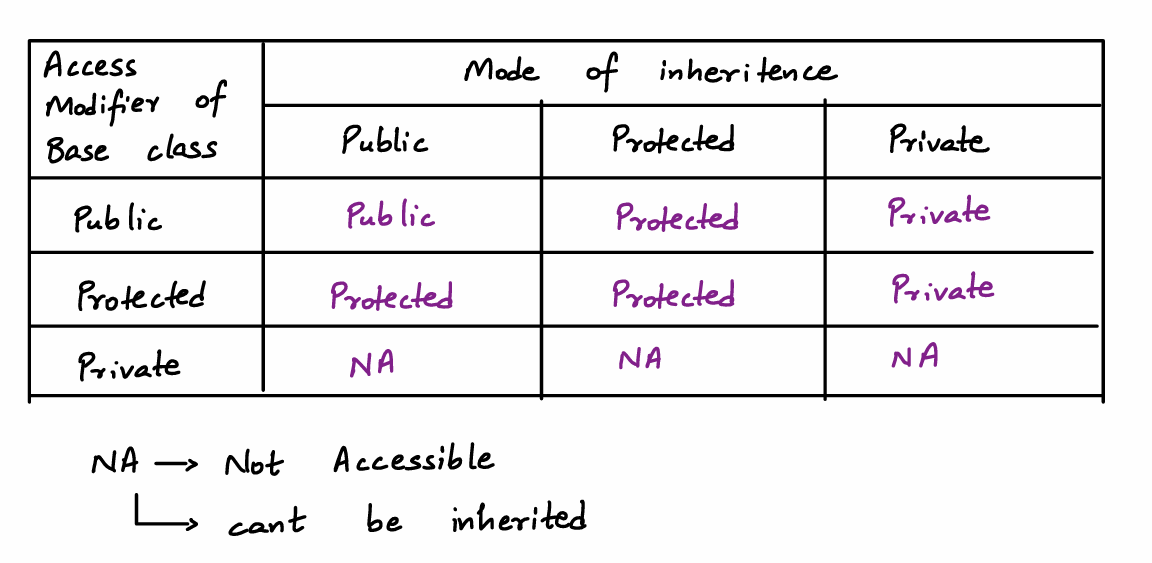 Access Modifier of Base class
Mode of inheritence
Public Protected Private
Public Public Protected Private
Protected Protected Protected Private
Private NA NA NA
NA → Not Accessible
↳ cant be inherited